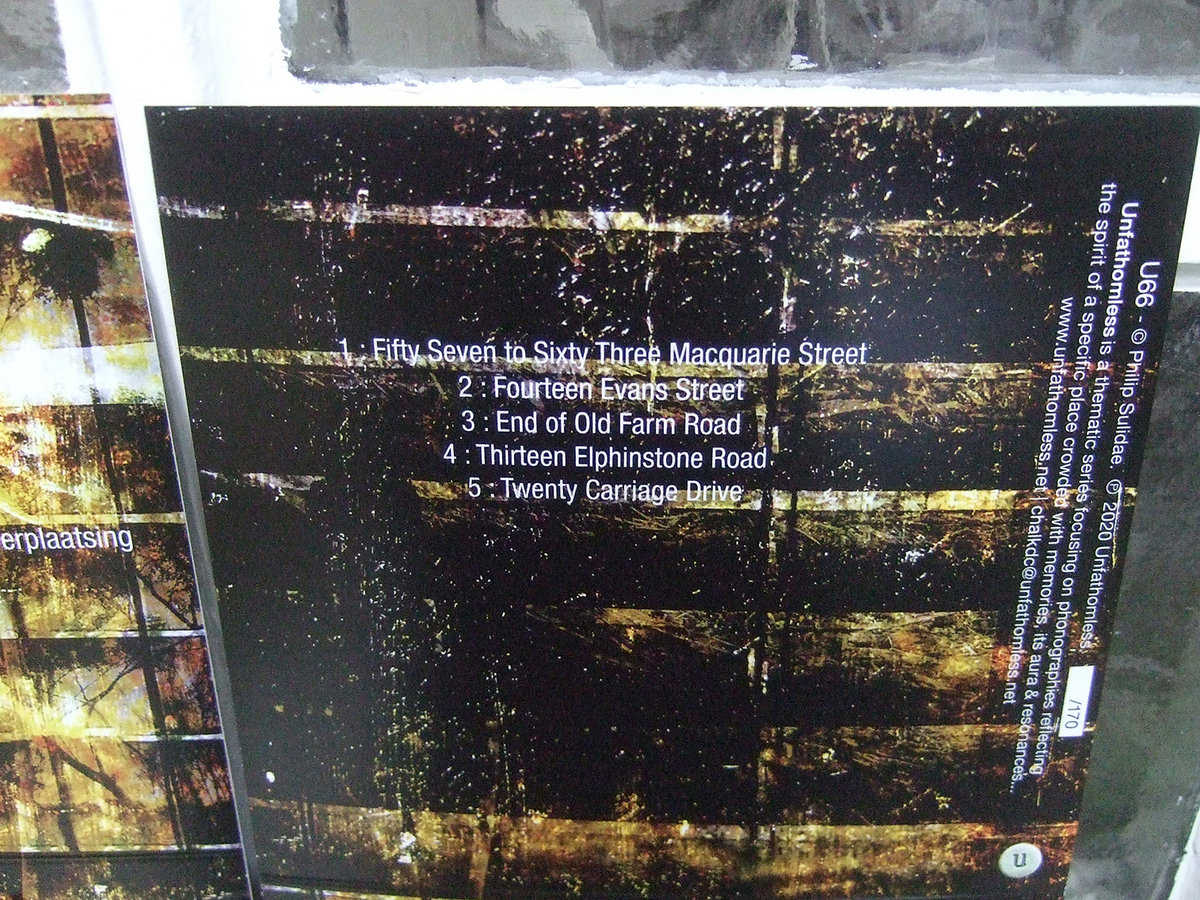 erplaatsing
1 : Fifty Seven to Sixty Three Macquarie Street
2 : Fourteen Evans Street
3 : End of Old Farm Road
4 : Thirteen Elphinstone Road
5 : Twenty Carriage Drive
U66 - © Philip Sulidae ℗ 2020 Unfathomless
Unfathomless is a thematic series focusing on phonographies reflecting
the spirit of a specific place crowded with memories, its aura & resonances...
www.unfathomless.net | chalkdc@unfathomless.net
/170
u